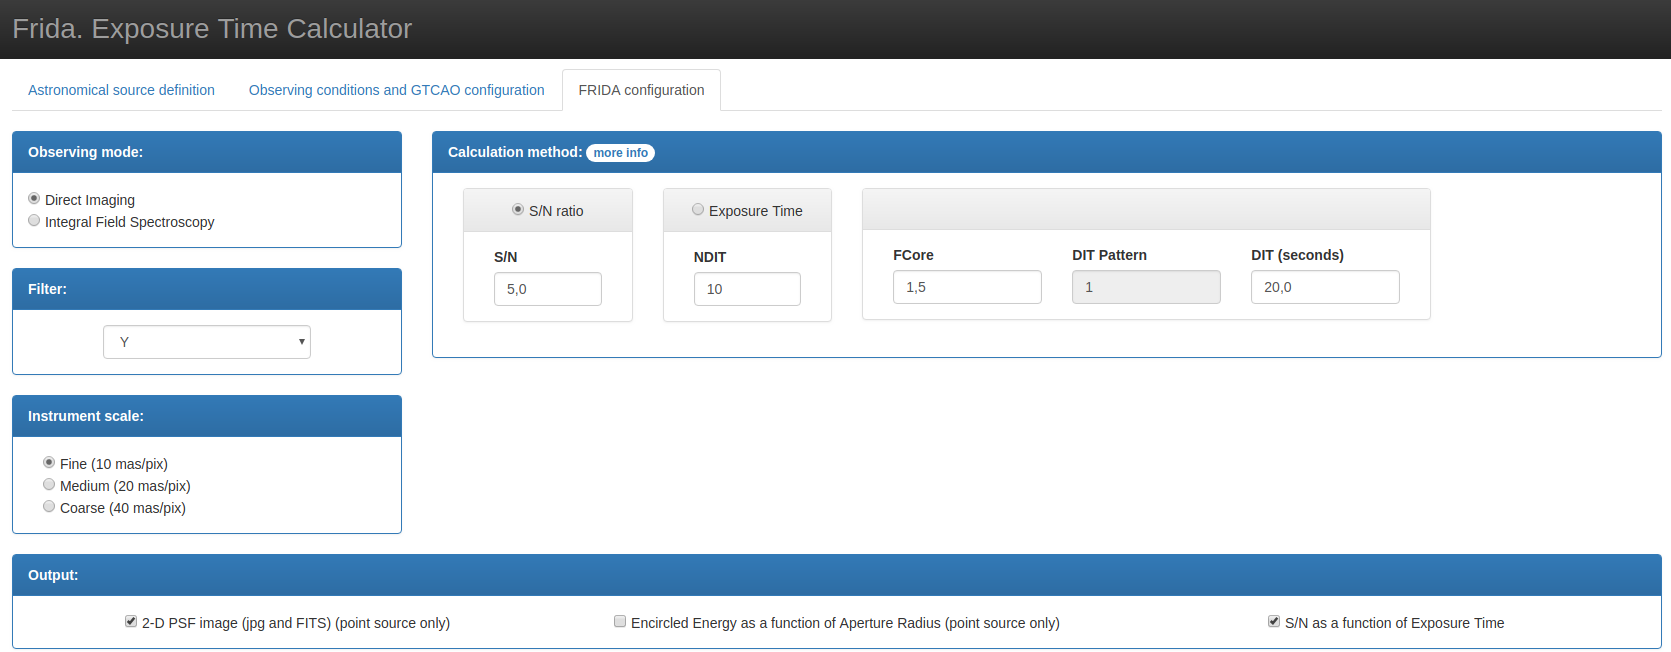 Frida. Exposure Time Calculator
Astronomical source definition
Observing conditions and GTCAO configuration
FRIDA configuration
Observing mode:
Direct Imaging
Integral Field Spectroscopy
Filter:
Y
Instrument scale:
Fine (10 mas/pix)
Medium (20 mas/pix)
Coarse (40 mas/pix)
Calculation method: more info
S/N ratio
S/N
5,0
Exposure Time
NDIT
10
FCore
1,5
DIT Pattern
1
DIT (seconds)
20,0
Output:
2-D PSF image (jpg and FITS) (point source only)
Encircled Energy as a function of Aperture Radius (point source only)
S/N as a function of Exposure Time